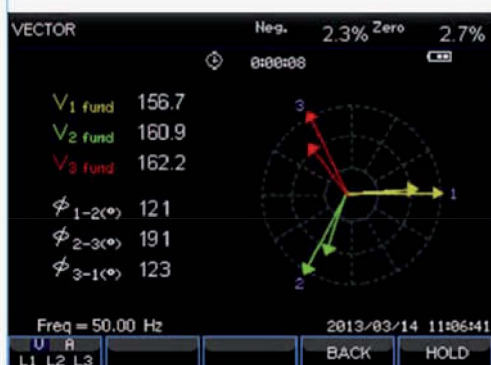 VECTOR Neg. 2.3% Zero 2.7%
0:00:08
V1 fund 156.7
V2 fund 160.9
V3 fund 162.2
ϕ1-2(°) 121
ϕ2-3(°) 191
ϕ3-1(°) 123
3
1
2
Freq = 50.00 Hz 2013/03/14 11:06:41
U A
L1 L2 L3 BACK HOLD